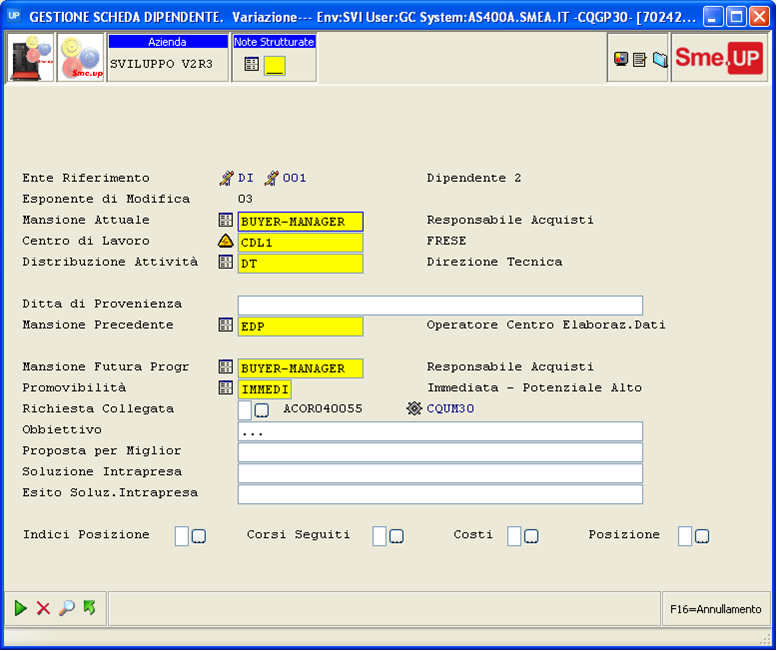 UP GESTIONE SCHEDA DIPENDENTE. Variazione--- Env:SVI User:GC System:AS400A.SMEA.IT -CQGP30- [70242...
Sme.up Azienda Note Strutturate Sme.UP
SVILUPPO V2R3
Ente Riferimento DI 001 Dipendente 2
Esponente di Modifica 03
Mansione Attuale BUYER-MANAGER Responsabile Acquisti
Centro di Lavoro CDL1 FRESE
Distribuzione Attività DT Direzione Tecnica
Ditta di Provenienza
Mansione Precedente EDP Operatore Centro Elaboraz.Dati
Mansione Futura Progr BUYER-MANAGER Responsabile Acquisti
Promovibilità IMMEDI Immediata - Potenziale Alto
Richiesta Collegata ACOR040055 CQUM30
Obbiettivo ...
Proposta per Miglior
Soluzione Intrapresa
Esito Soluz.Intrapresa
Indici Posizione Corsi Seguiti Costi Posizione
F16=Annullamento